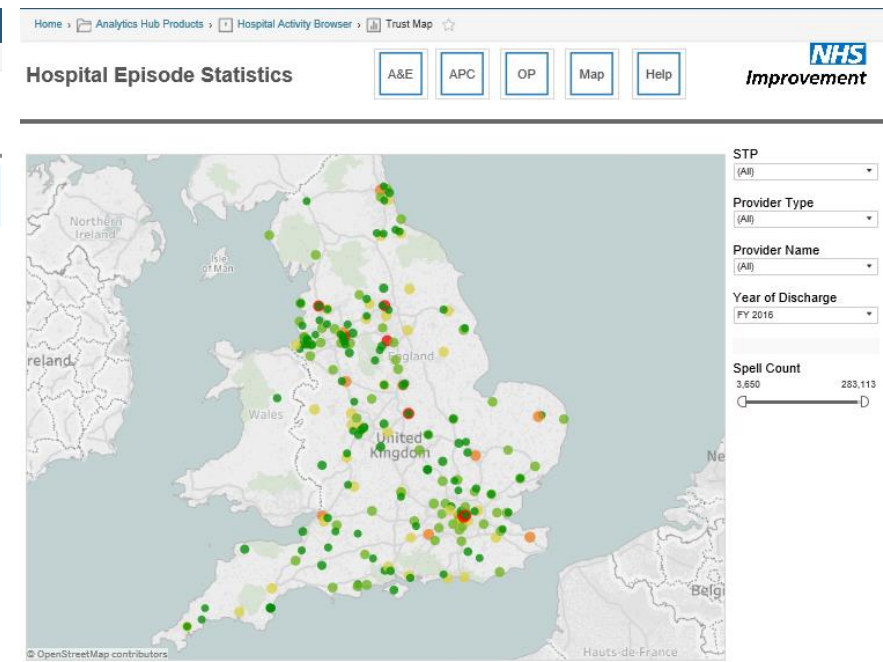 Home › Analytics Hub Products › Hospital Activity Browser › Trust Map
Hospital Episode Statistics
A&E
APC
OP
Map
Help
NHS
Improvement
STP
(All)
Provider Type
(All)
Provider Name
(All)
Year of Discharge
FY 2016
Spell Count
3,650 283,113
Northern
Ireland
Isle
of Man
reland
England
Wales
United
Kingdom
Ne
Belgi
Hauts-de-France
© OpenStreetMap contributors